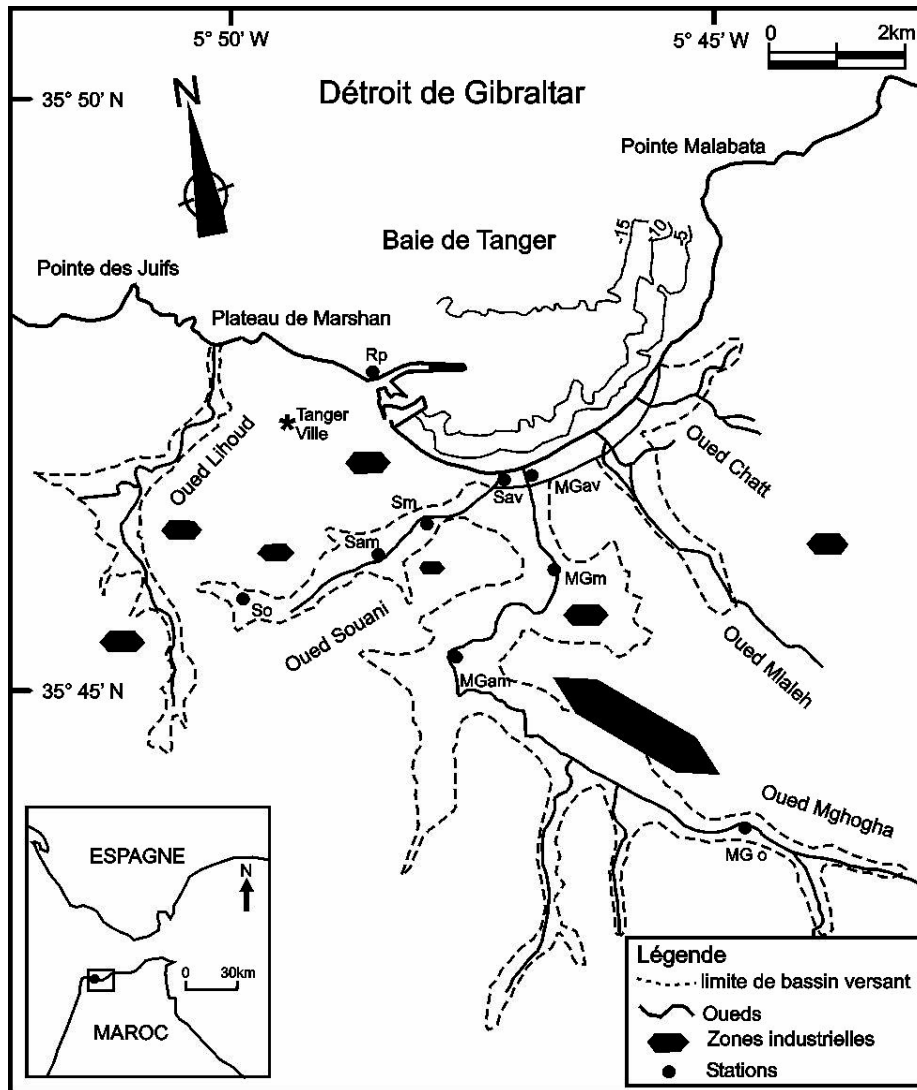 5° 50' W
5° 45' W
0 2km
35° 50' N
N
Détroit de Gibraltar
Pointe Malabata
Baie de Tanger
-15
-10
-5
Pointe des Juifs
Plateau de Marshan
Rp
*Tanger
Ville
Oued Lihoud
Oued Chatt
Sav
MGav
Sm
Sam
MGm
So
Oued Souani
Oued Mlaleh
MGam
35° 45' N
Oued Mghogha
MG o
ESPAGNE
N
0 30km
MAROC
Légende
limite de bassin versant
Oueds
Zones industrielles
Stations